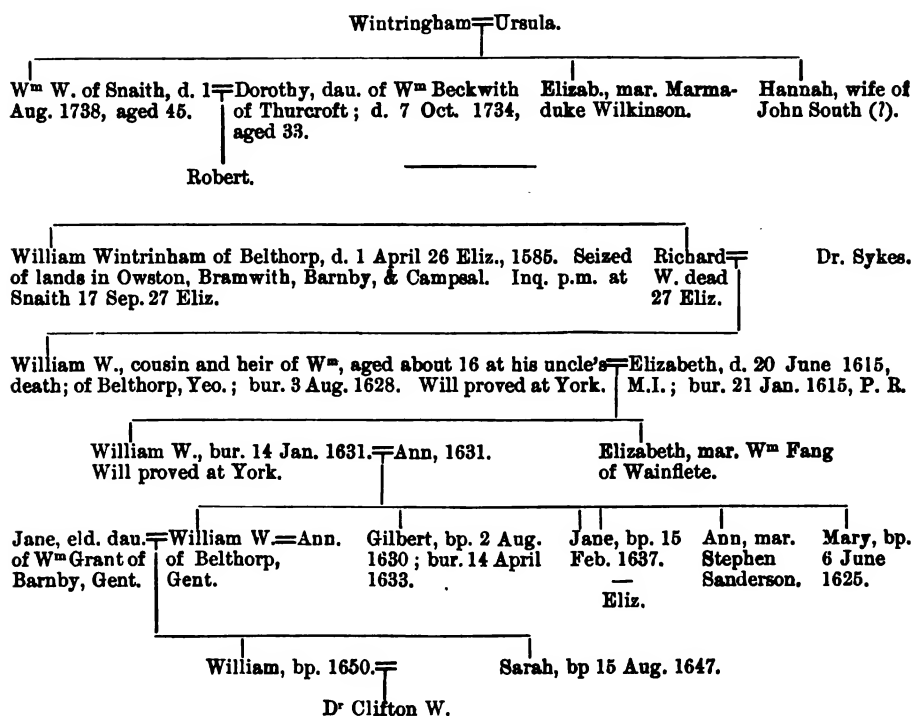 Wintringham=Ursula.
Wᵐ W. of Snaith, d. 1=Dorothy, dau. of Wᵐ Beckwith Elizab., mar. Marma- Hannah, wife of
Aug. 1738, aged 45. of Thurcroft; d. 7 Oct. 1734, duke Wilkinson. John South (?).
aged 33.
Robert.
William Wintrinham of Belthorp, d. 1 April 26 Eliz., 1585. Seized Richard= Dr. Sykes.
of lands in Owston, Bramwith, Barnby, & Campsal. Inq. p.m. at W. dead
Snaith 17 Sep. 27 Eliz. 27 Eliz.
William W., cousin and heir of Wᵐ, aged about 16 at his uncle's=Elizabeth, d. 20 June 1615,
death; of Belthorp, Yeo.; bur. 3 Aug. 1628. Will proved at York. M.I.; bur. 21 Jan. 1615, P. R.
William W., bur. 14 Jan. 1631.=Ann, 1631. Elizabeth, mar. Wᵐ Fang
Will proved at York. of Wainflete.
Jane, eld. dau.=William W.=Ann. Gilbert, bp. 2 Aug. Jane, bp. 15 Ann, mar. Mary, bp.
of Wᵐ Grant of of Belthorp, 1630; bur. 14 April Feb. 1637. Stephen 6 June
Barnby, Gent. Gent. 1633. — Sanderson. 1625.
Eliz.
William, bp. 1650.= Sarah, bp 15 Aug. 1647.
Dʳ Clifton W.